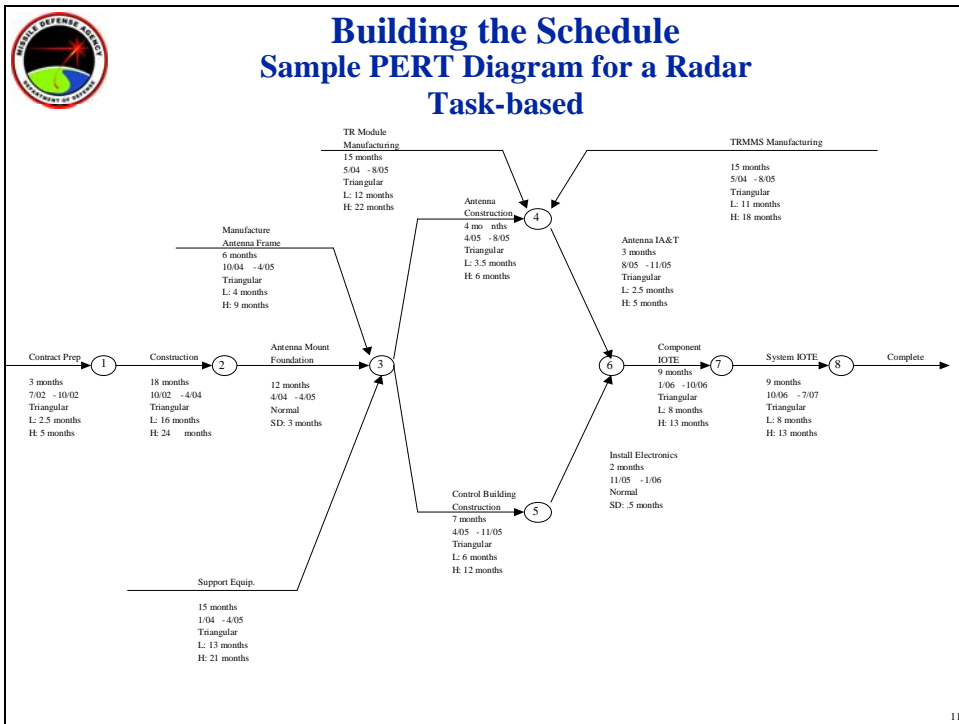 MISSILE DEFENSE AGENCY
DEPARTMENT OF DEFENSE
Building the Schedule
Sample PERT Diagram for a Radar
Task-based
TR Module
Manufacturing
15 months
5/04 - 8/05
Triangular
L: 12 months
H: 22 months
TRMMS Manufacturing
15 months
5/04 - 8/05
Triangular
L: 11 months
H: 18 months
Antenna
Construction
4 mo nths
4/05 - 8/05
Triangular
L: 3.5 months
H: 6 months
4
Manufacture
Antenna Frame
6 months
10/04 - 4/05
Triangular
L: 4 months
H: 9 months
Antenna IA&T
3 months
8/05 - 11/05
Triangular
L: 2.5 months
H: 5 months
Contract Prep
3 months
7/02 - 10/02
Triangular
L: 2.5 months
H: 5 months
1
Construction
18 months
10/02 - 4/04
Triangular
L: 16 months
H: 24 months
2
Antenna Mount
Foundation
12 months
4/04 - 4/05
Normal
SD: 3 months
3
6
Component
IOTE
9 months
1/06 - 10/06
Triangular
L: 8 months
H: 13 months
7
System IOTE
9 months
10/06 - 7/07
Triangular
L: 8 months
H: 13 months
8
Complete
Install Electronics
2 months
11/05 - 1/06
Normal
SD: .5 months
Control Building
Construction
7 months
4/05 - 11/05
Triangular
L: 6 months
H: 12 months
5
Support Equip.
15 months
1/04 - 4/05
Triangular
L: 13 months
H: 21 months
11